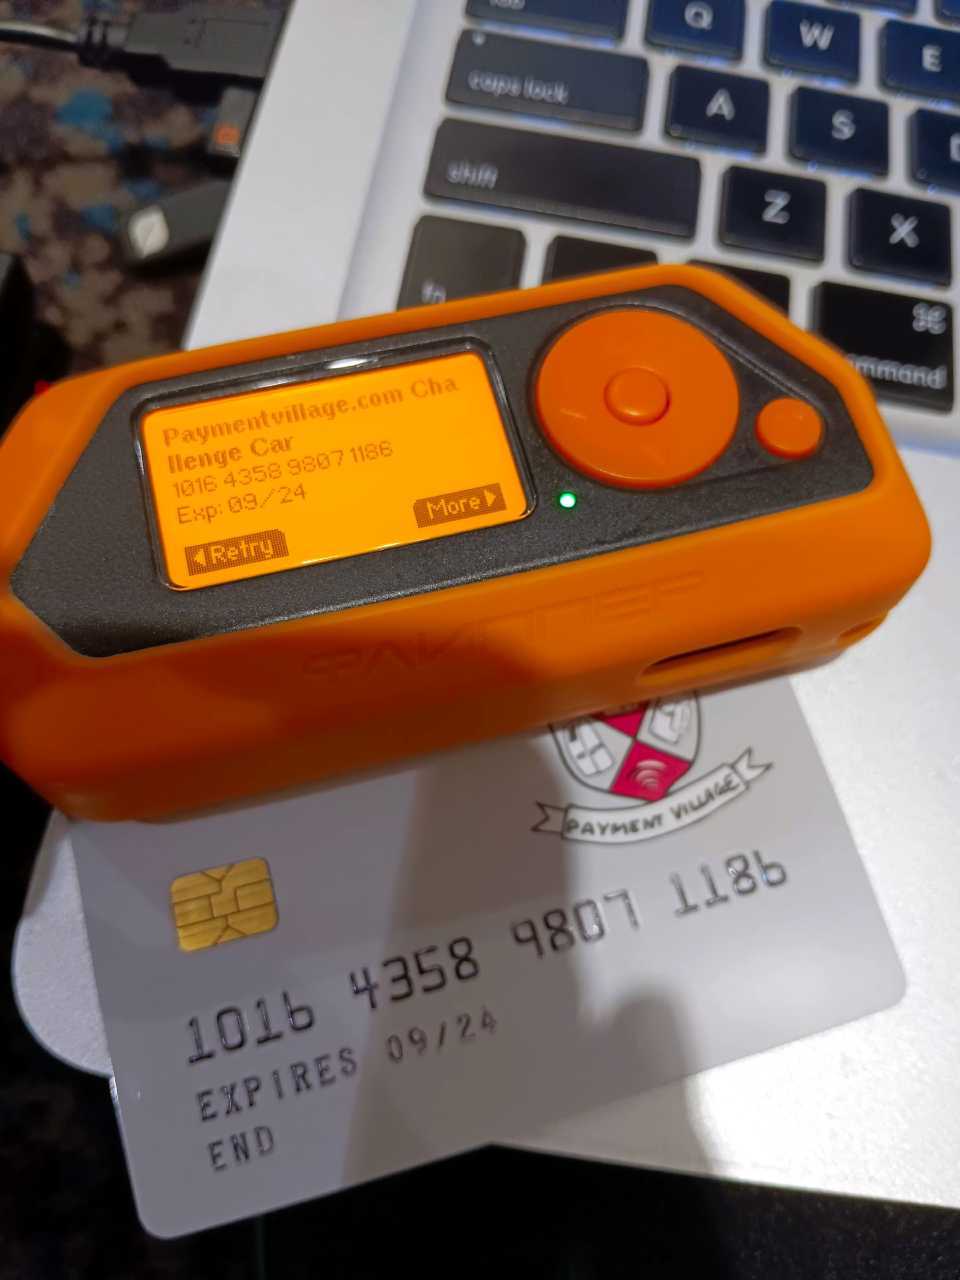 Q W E
caps lock A S D
shift Z X
fn ⌘
command
Paymentvillage.com Cha
llenge Car
1016 4358 9807 1186
Exp: 09/24
Retry More
PAYMENT VILLAGE
1016 4358 9807 1186
EXPIRES 09/24
END